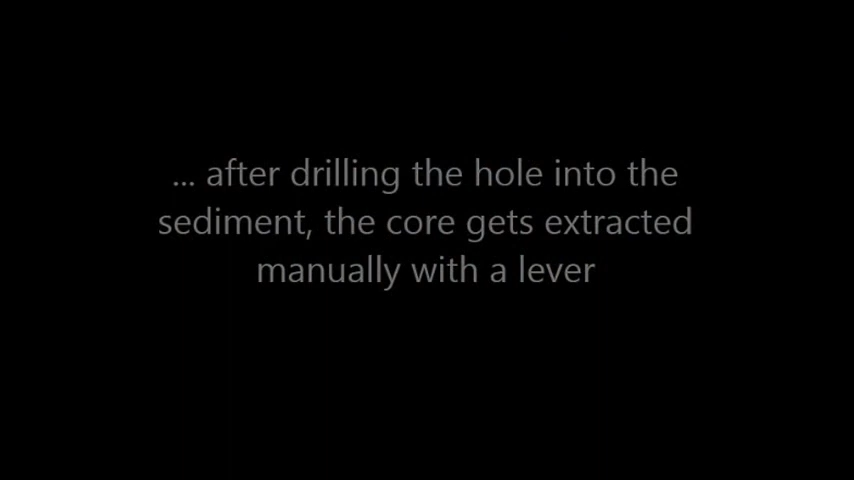 ... after drilling the hole into the
sediment, the core gets extracted
manually with a lever